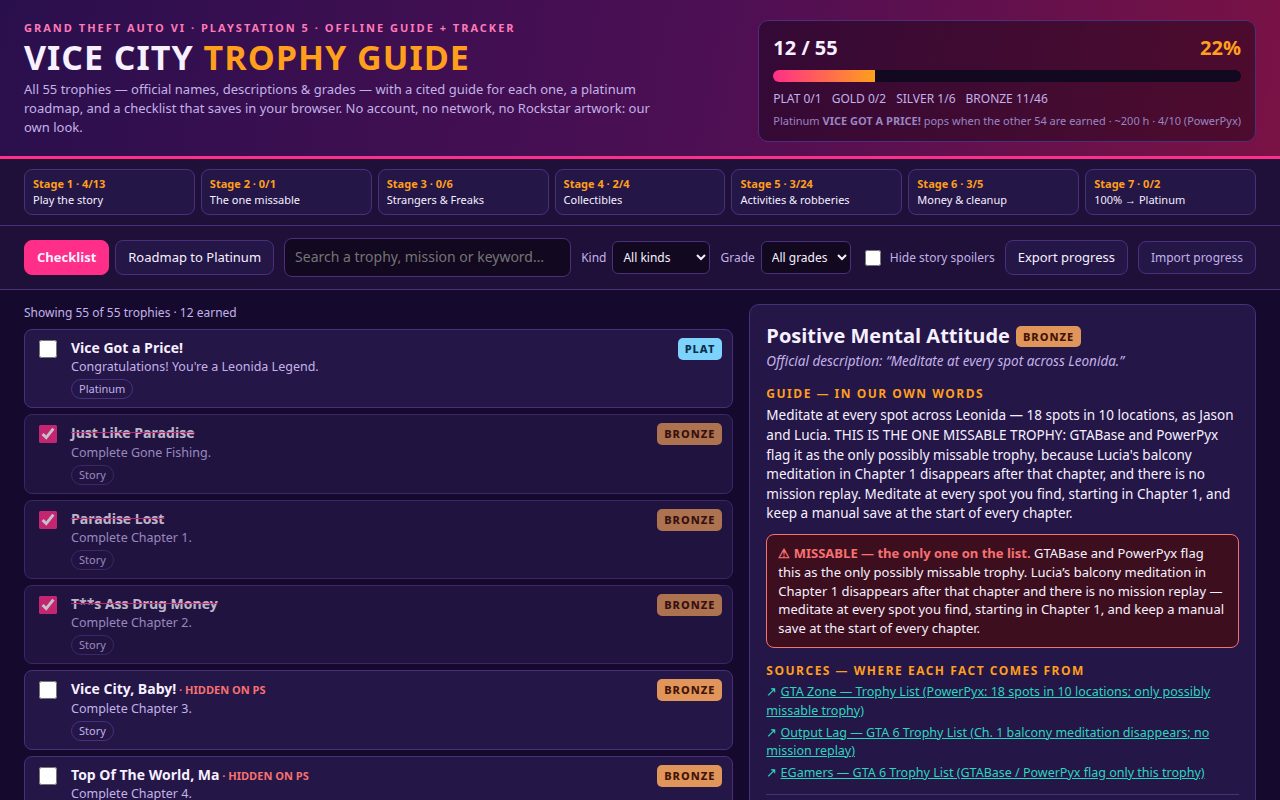 GRAND THEFT AUTO VI · PLAYSTATION 5 · OFFLINE GUIDE + TRACKER
VICE CITY TROPHY GUIDE
All 55 trophies — official names, descriptions & grades — with a cited guide for each one, a platinum
roadmap, and a checklist that saves in your browser. No account, no network, no Rockstar artwork: our
own look.
12 / 55
22%
PLAT 0/1 GOLD 0/2 SILVER 1/6 BRONZE 11/46
Platinum VICE GOT A PRICE! pops when the other 54 are earned · ~200 h · 4/10 (PowerPyx)
Stage 1 · 4/13
Play the story
Stage 2 · 0/1
The one missable
Stage 3 · 0/6
Strangers & Freaks
Stage 4 · 2/4
Collectibles
Stage 5 · 3/24
Activities & robberies
Stage 6 · 3/5
Money & cleanup
Stage 7 · 0/2
100% → Platinum
Checklist
Roadmap to Platinum
Search a trophy, mission or keyword...
Kind
All kinds
Grade
All grades
Hide story spoilers
Export progress
Import progress
Showing 55 of 55 trophies · 12 earned
Vice Got a Price!
PLAT
Congratulations! You're a Leonida Legend.
Platinum
Just Like Paradise
BRONZE
Complete Gone Fishing.
Story
Paradise Lost
BRONZE
Complete Chapter 1.
Story
T**s Ass Drug Money
BRONZE
Complete Chapter 2.
Story
Vice City, Baby! · HIDDEN ON PS
BRONZE
Complete Chapter 3.
Story
Top Of The World, Ma · HIDDEN ON PS
BRONZE
Complete Chapter 4.
Positive Mental Attitude BRONZE
Official description: “Meditate at every spot across Leonida.”
GUIDE — IN OUR OWN WORDS
Meditate at every spot across Leonida — 18 spots in 10 locations, as Jason
and Lucia. THIS IS THE ONE MISSABLE TROPHY: GTABase and PowerPyx
flag it as the only possibly missable trophy, because Lucia's balcony
meditation in Chapter 1 disappears after that chapter, and there is no
mission replay. Meditate at every spot you find, starting in Chapter 1, and
keep a manual save at the start of every chapter.
⚠ MISSABLE — the only one on the list. GTABase and PowerPyx flag
this as the only possibly missable trophy. Lucia’s balcony meditation in
Chapter 1 disappears after that chapter and there is no mission replay —
meditate at every spot you find, starting in Chapter 1, and keep a manual
save at the start of every chapter.
SOURCES — WHERE EACH FACT COMES FROM
↗ GTA Zone — Trophy List (PowerPyx: 18 spots in 10 locations; only possibly
missable trophy)
↗ Output Lag — GTA 6 Trophy List (Ch. 1 balcony meditation disappears; no
mission replay)
↗ EGamers — GTA 6 Trophy List (GTABase / PowerPyx flag only this trophy)